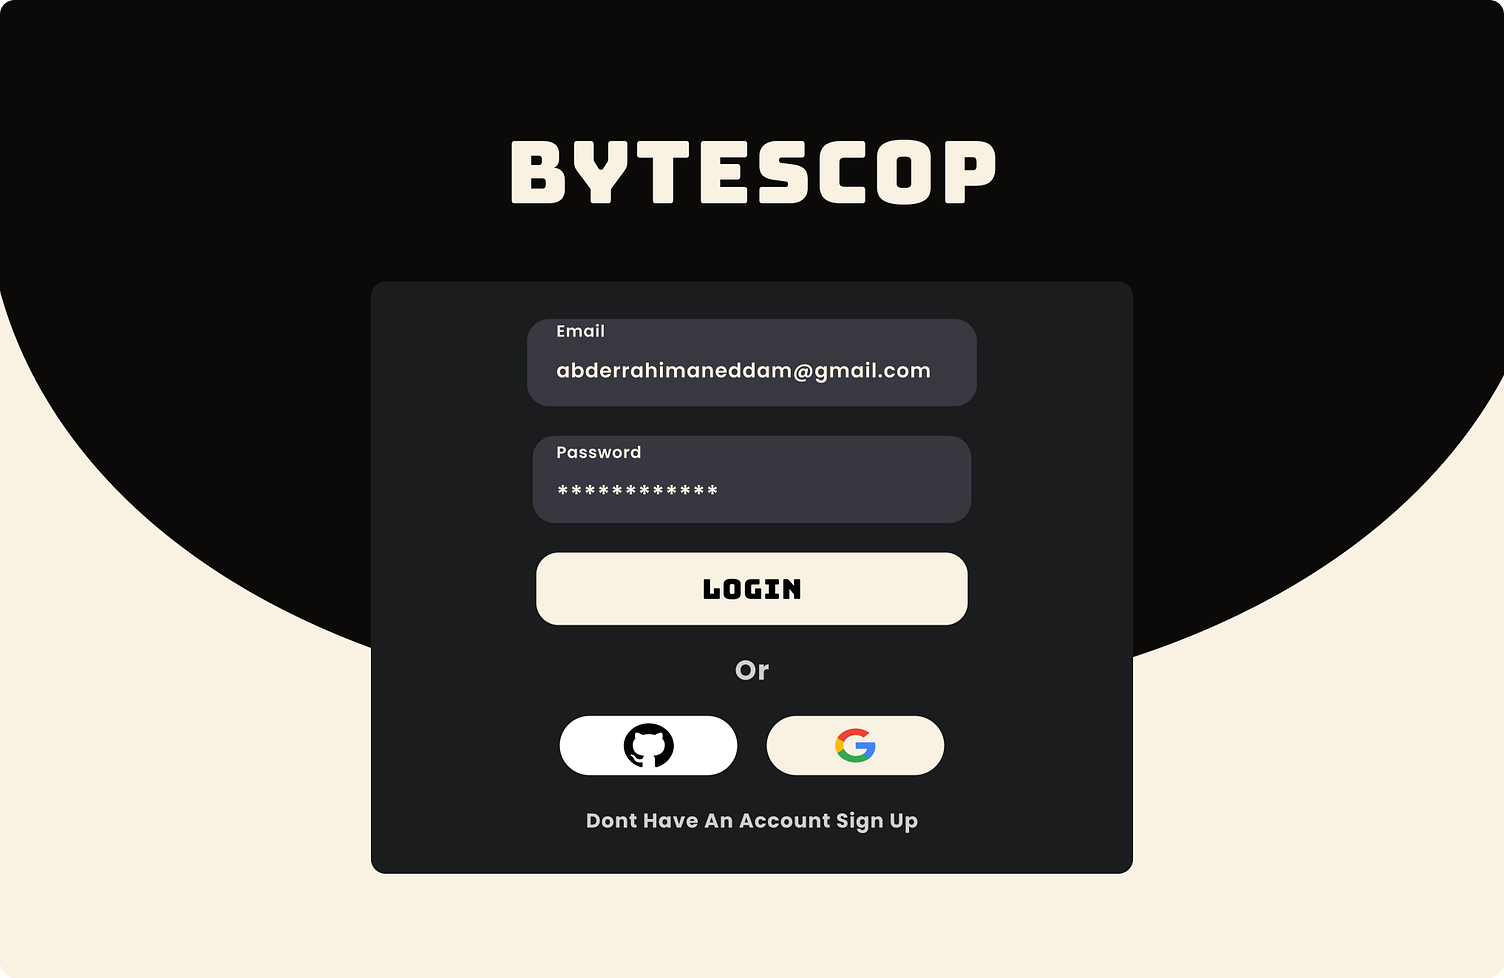 BYTESCOP
Email
abderrahimaneddam@gmail.com
Password
************
LOGIN
Or
Dont Have An Account Sign Up